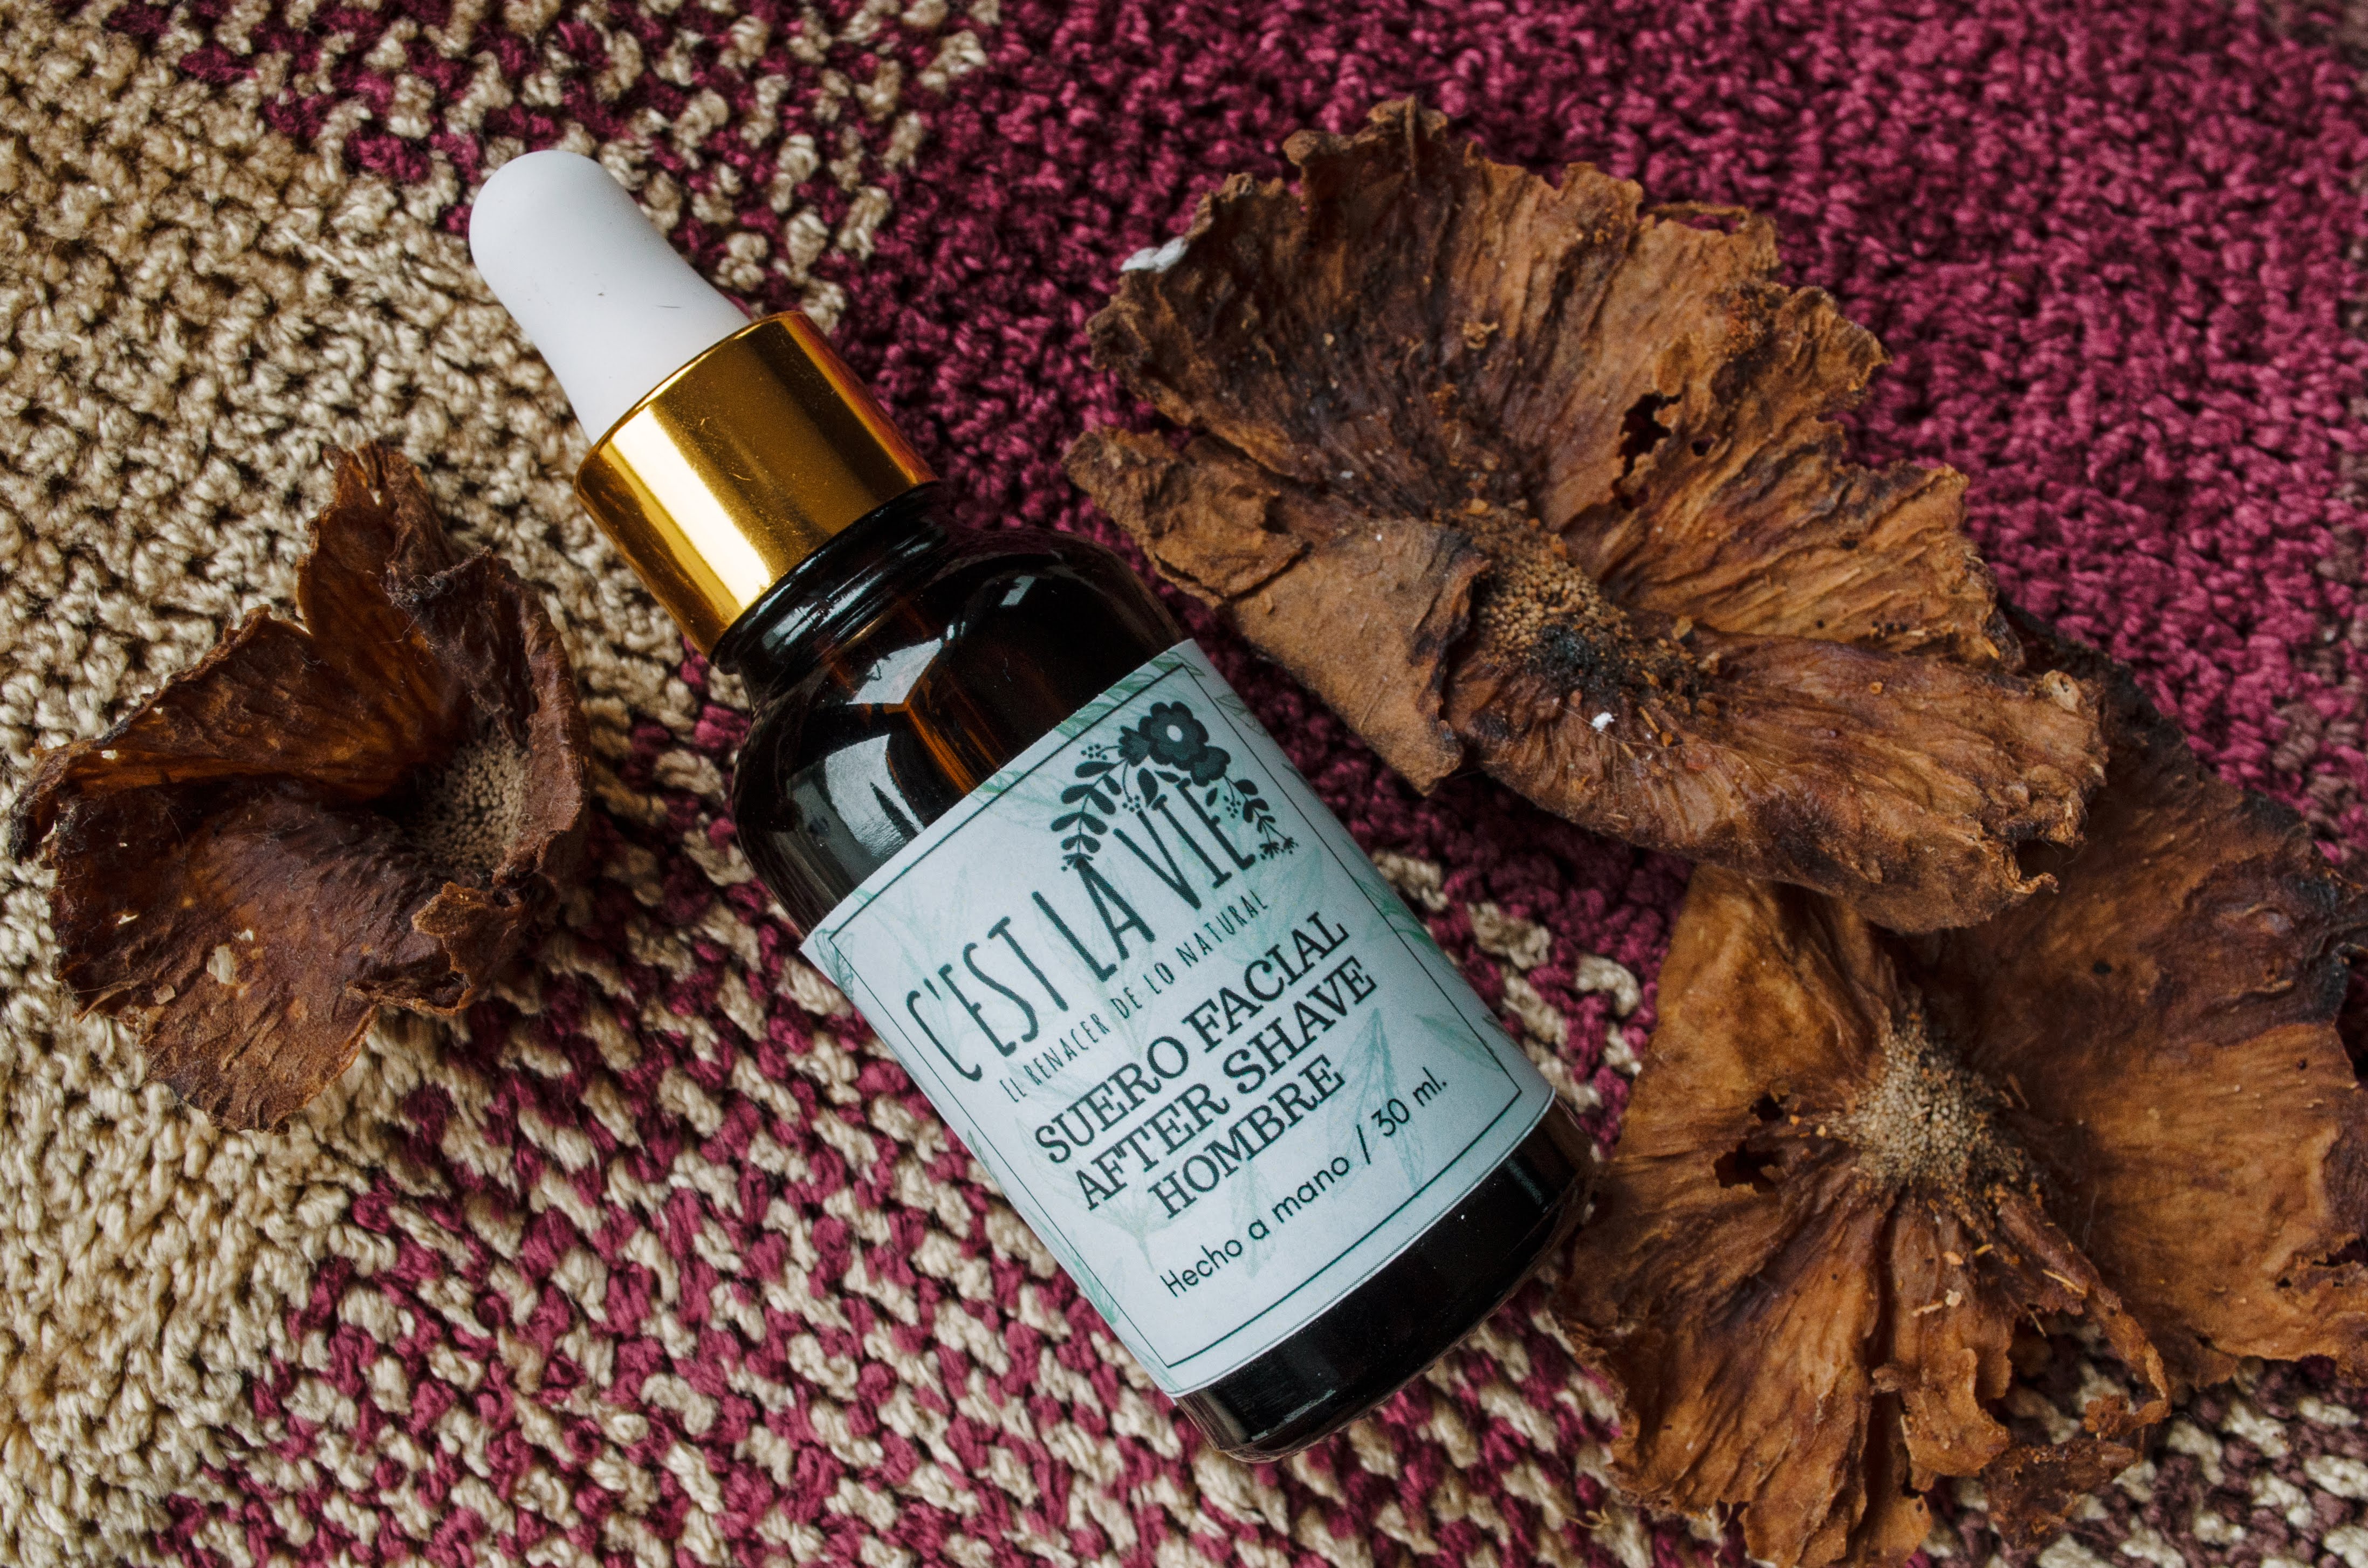 C'EST LA VIE
EL RENACER DE LO NATURAL
SUERO FACIAL
AFTER SHAVE
HOMBRE
Hecho a mano / 30 ml.